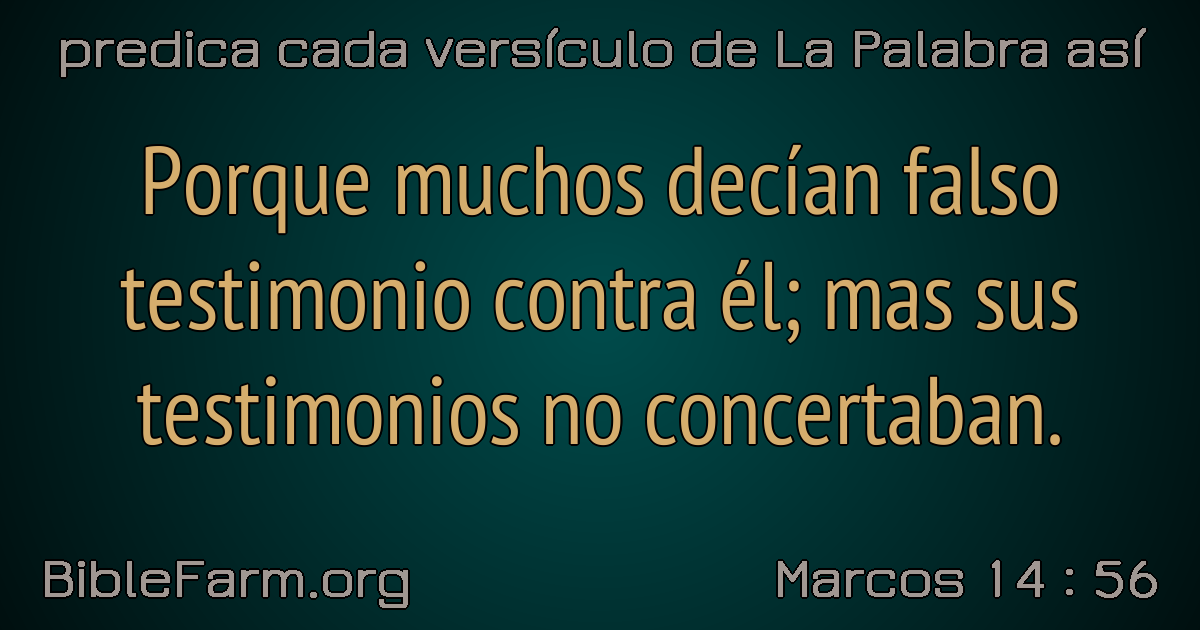 predica cada versículo de La Palabra así
Porque muchos decían falso
testimonio contra él; mas sus
testimonios no concertaban.
BibleFarm.org
Marcos 14 : 56